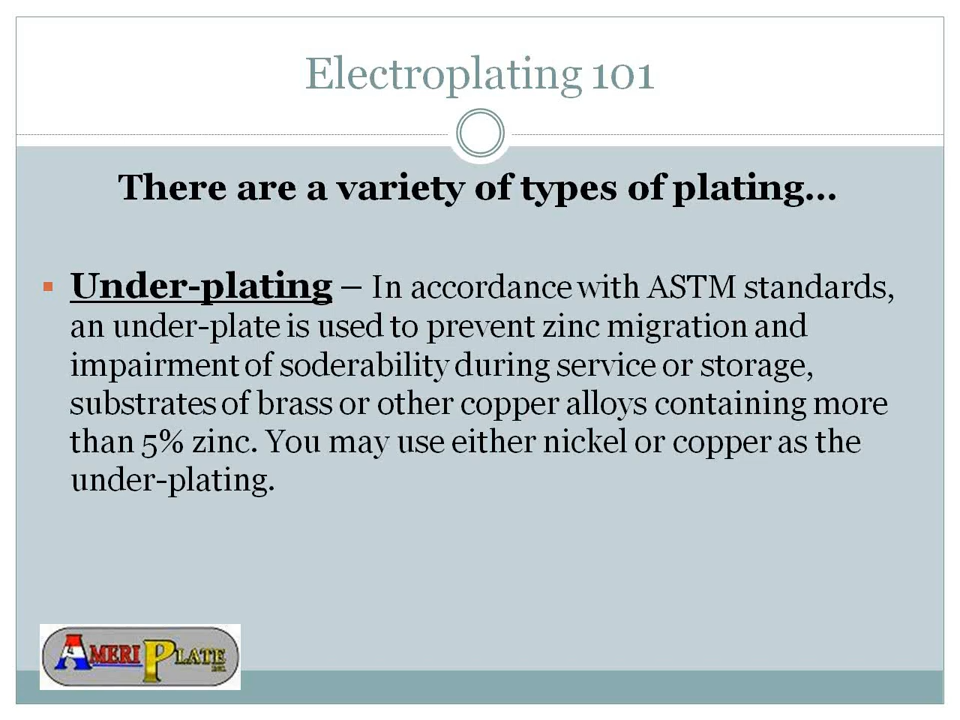 Electroplating 101
There are a variety of types of plating…
▪ Under-plating – In accordance with ASTM standards,
an under-plate is used to prevent zinc migration and
impairment of soderability during service or storage,
substrates of brass or other copper alloys containing more
than 5% zinc. You may use either nickel or copper as the
under-plating.
AMERI PLATE INC.